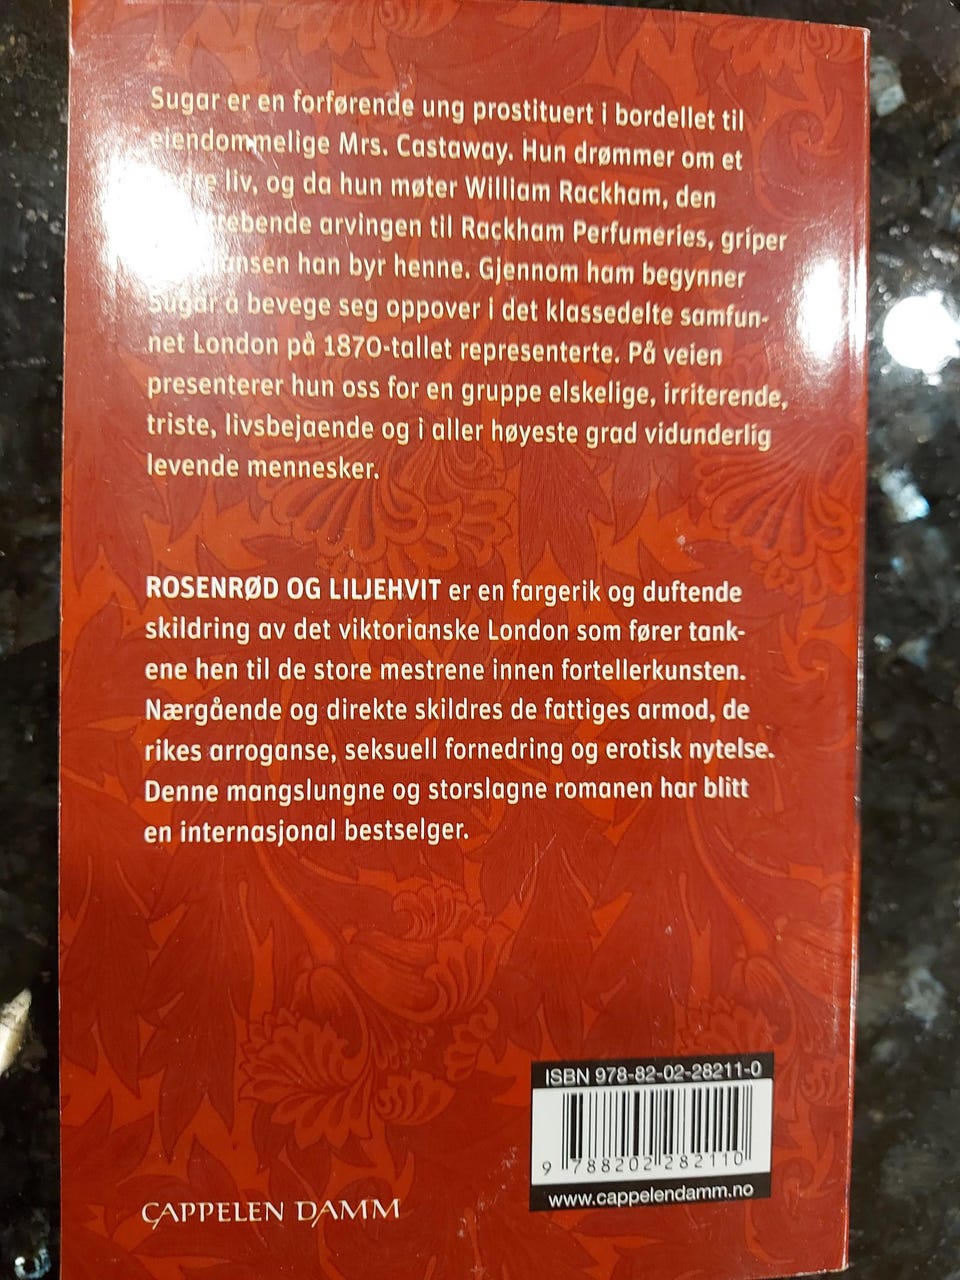 Sugar er en forførende ung prostituert i bordellet til
eiendommelige Mrs. Castaway. Hun drømmer om et
liv, og da hun møter William Rackham, den
arvingen til Rackham Perfumeries, griper
han byr henne. Gjennom ham begynner
Sugar å bevege seg oppover i det klassedelte samfun-
net London på 1870-tallet representerte. På veien
presenterer hun oss for en gruppe elskelige, irriterende,
triste, livsbejaende og i aller høyeste grad vidunderlig
levende mennesker.
ROSENRØD OG LILJEHVIT er en fargerik og duftende
skildring av det viktorianske London som fører tank-
ene hen til de store mestrene innen fortellerkunsten.
Nærgående og direkte skildres de fattiges armod, de
rikes arroganse, seksuell fornedring og erotisk nytelse.
Denne mangslungne og storslagne romanen har blitt
en internasjonal bestselger.
ISBN 978-82-02-28211-0
9 788202 282110
www.cappelendamm.no
CAPPELEN DAMM